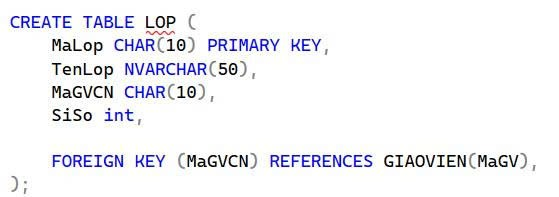 CREATE TABLE LOP (
MaLop CHAR(10) PRIMARY KEY,
TenLop NVARCHAR(50),
MaGVCN CHAR(10),
SiSo int,
FOREIGN KEY (MaGVCN) REFERENCES GIAOVIEN(MaGV),
);